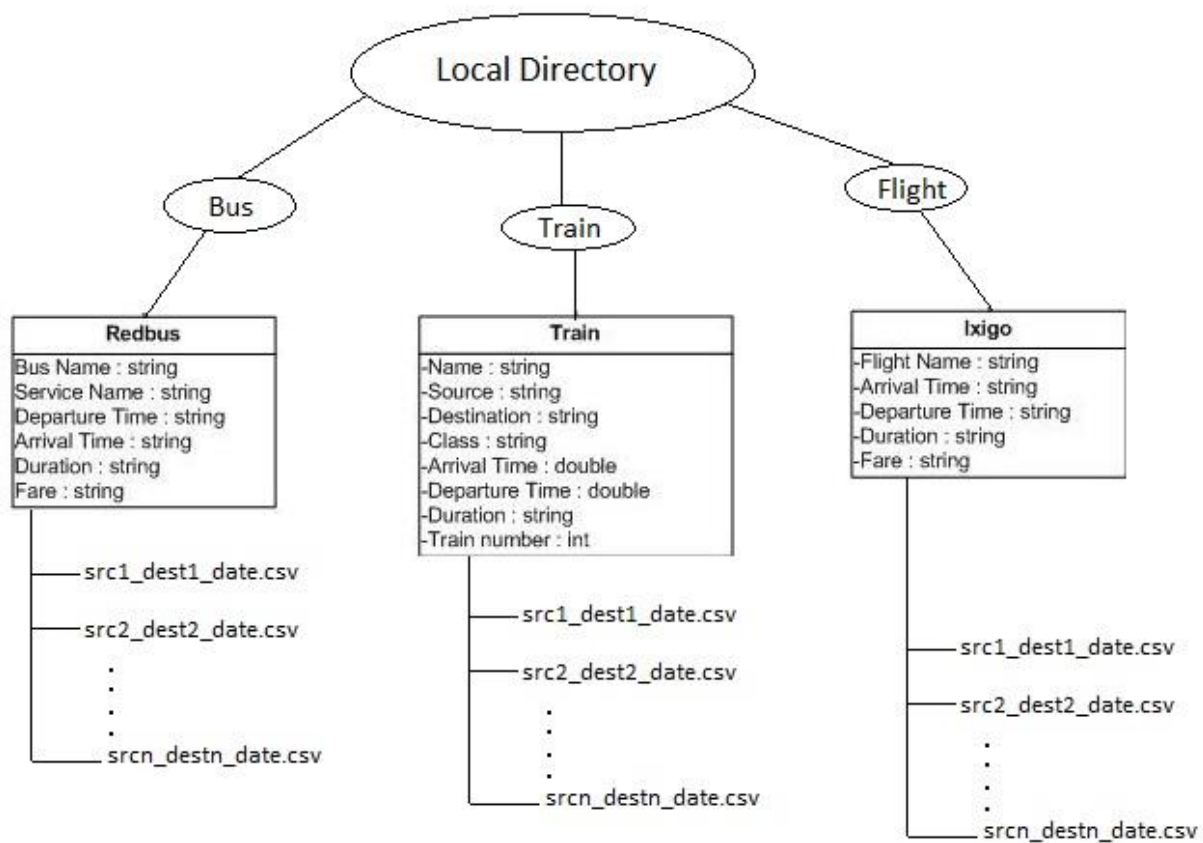 Local Directory
Bus
Train
Flight
Redbus
Bus Name : string
Service Name : string
Departure Time : string
Arrival Time : string
Duration : string
Fare : string
src1_dest1_date.csv
src2_dest2_date.csv
srcn_destn_date.csv
Train
-Name : string
-Source : string
-Destination : string
-Class : string
-Arrival Time : double
-Departure Time : double
-Duration : string
-Train number : int
src1_dest1_date.csv
src2_dest2_date.csv
srcn_destn_date.csv
Ixigo
-Flight Name : string
-Arrival Time : string
-Departure Time : string
-Duration : string
-Fare : string
src1_dest1_date.csv
src2_dest2_date.csv
srcn_destn_date.csv